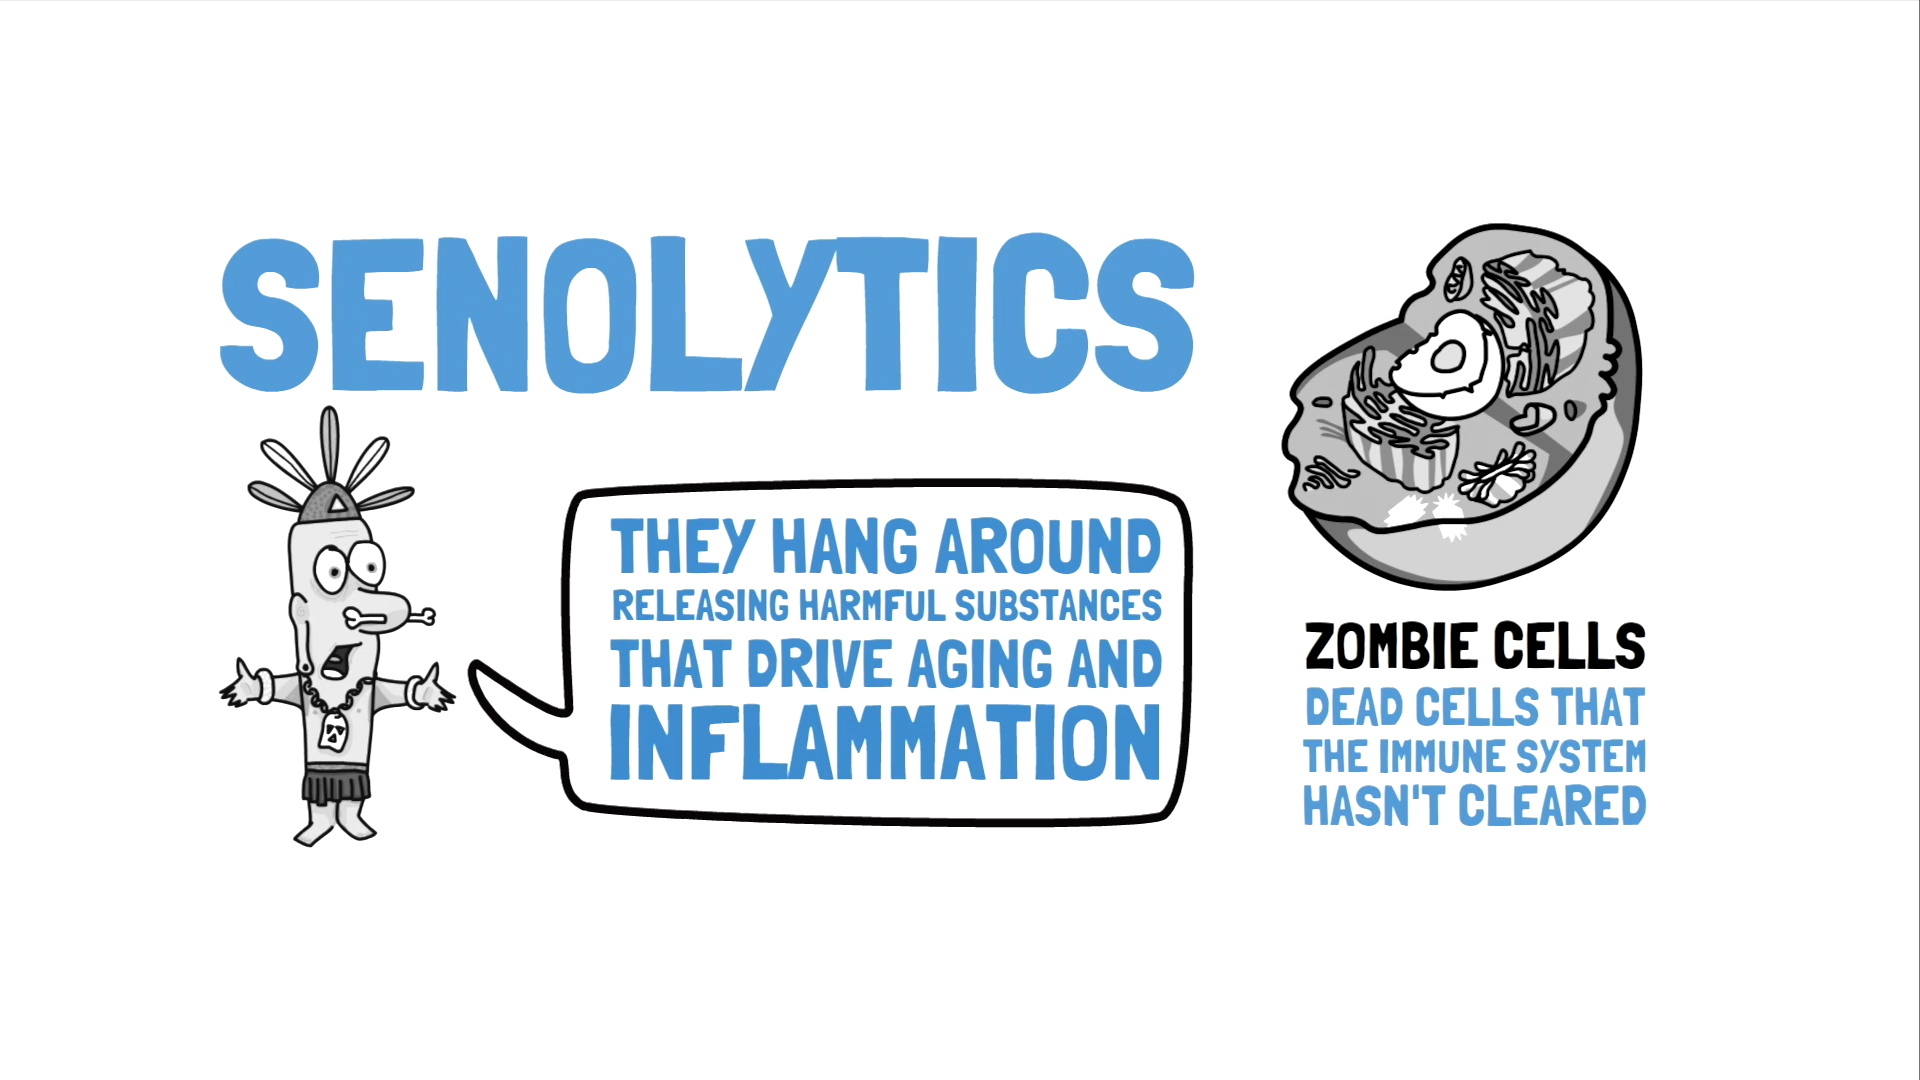 SENOLYTICS
THEY HANG AROUND
RELEASING HARMFUL SUBSTANCES
THAT DRIVE AGING AND
INFLAMMATION
ZOMBIE CELLS
DEAD CELLS THAT
THE IMMUNE SYSTEM
HASN'T CLEARED